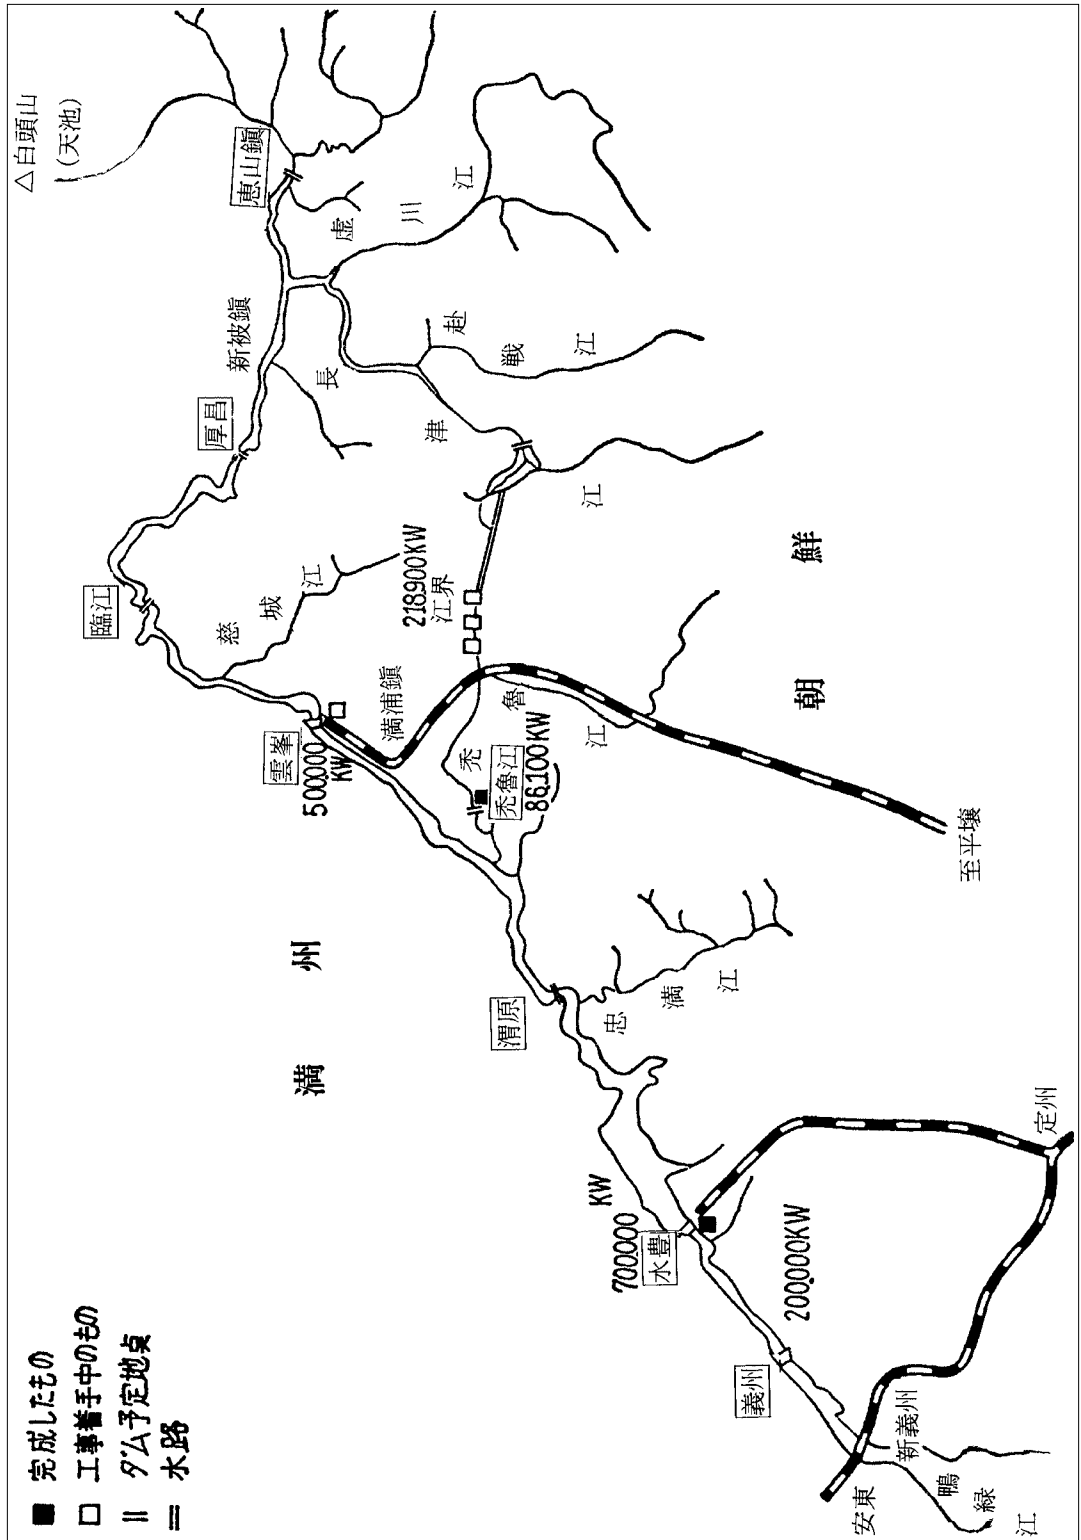 ■ 完成したもの
□ 工事着手中のもの
|| ダム予定地点
＝ 水路
△白頭山
(天池)
惠山鎭
虚川江
新被鎭
厚昌
長津江
赴戦江
臨江
慈城江
218,900KW
江界
雲峯
500,000
KW
満浦鎭
禿魯江
禿魯江
86,100KW
満州
朝鮮
至平壌
渭原
忠満江
700,000
KW
水豊
200,000KW
義州
定州
新義州
安東
鴨緑江